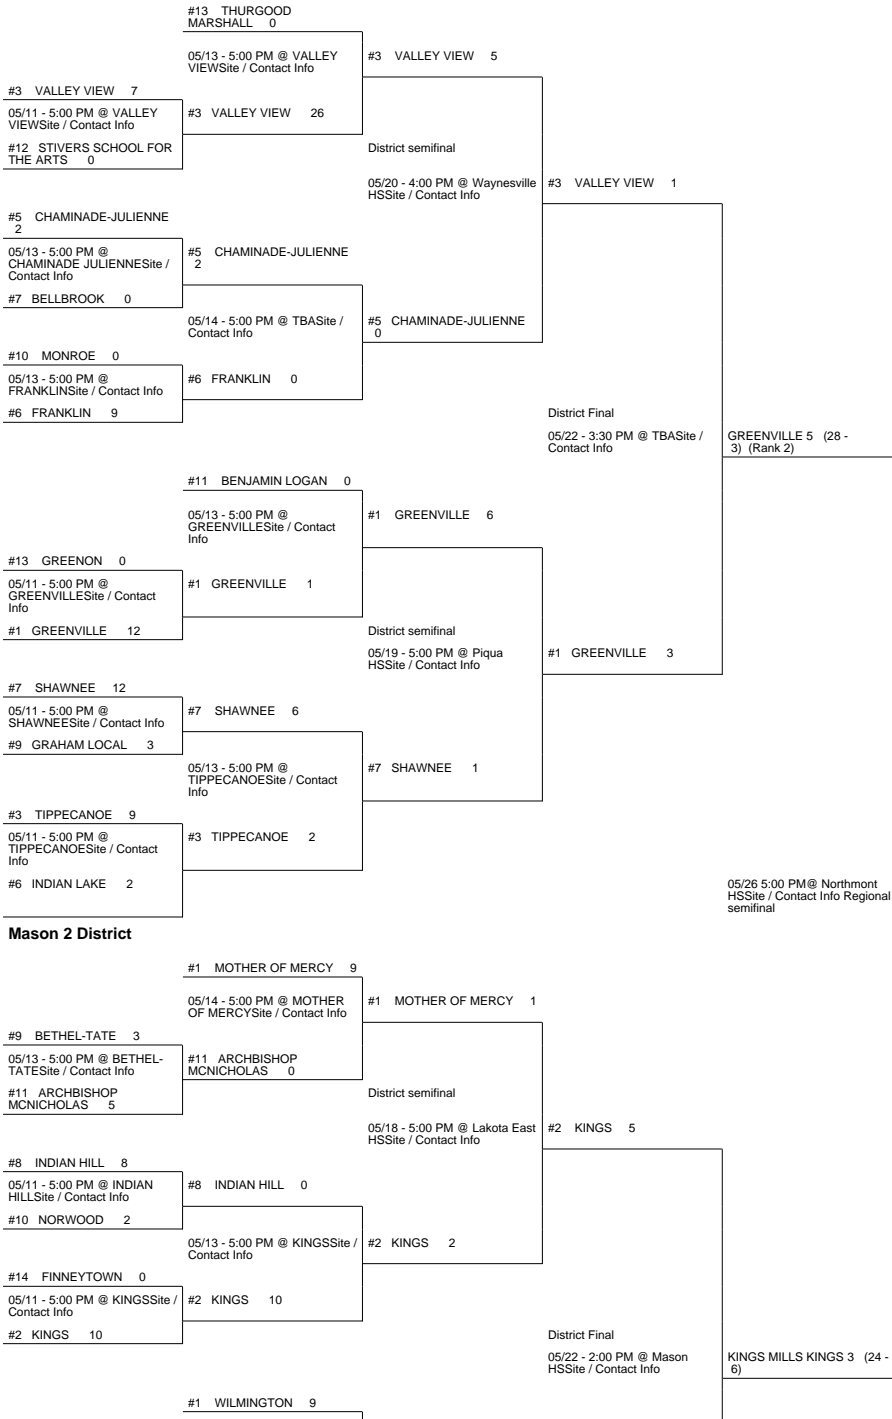 #13 THURGOOD
MARSHALL 0
05/13 - 5:00 PM @ VALLEY
VIEWSite / Contact Info
#3 VALLEY VIEW 5
#3 VALLEY VIEW 7
05/11 - 5:00 PM @ VALLEY
VIEWSite / Contact Info
#3 VALLEY VIEW 26
#12 STIVERS SCHOOL FOR
THE ARTS 0
District semifinal
05/20 - 4:00 PM @ Waynesville
HSSite / Contact Info
#3 VALLEY VIEW 1
#5 CHAMINADE-JULIENNE
2
05/13 - 5:00 PM @
CHAMINADE JULIENNESite /
Contact Info
#5 CHAMINADE-JULIENNE
2
#7 BELLBROOK 0
05/14 - 5:00 PM @ TBASite /
Contact Info
#5 CHAMINADE-JULIENNE
0
#10 MONROE 0
05/13 - 5:00 PM @
FRANKLINSite / Contact Info
#6 FRANKLIN 0
#6 FRANKLIN 9
District Final
05/22 - 3:30 PM @ TBASite /
Contact Info
GREENVILLE 5 (28 -
3) (Rank 2)
#11 BENJAMIN LOGAN 0
05/13 - 5:00 PM @
GREENVILLESite / Contact
Info
#1 GREENVILLE 6
#13 GREENON 0
05/11 - 5:00 PM @
GREENVILLESite / Contact
Info
#1 GREENVILLE 1
#1 GREENVILLE 12
District semifinal
05/19 - 5:00 PM @ Piqua
HSSite / Contact Info
#1 GREENVILLE 3
#7 SHAWNEE 12
05/11 - 5:00 PM @
SHAWNEESite / Contact Info
#7 SHAWNEE 6
#9 GRAHAM LOCAL 3
05/13 - 5:00 PM @
TIPPECANOESite / Contact
Info
#7 SHAWNEE 1
#3 TIPPECANOE 9
05/11 - 5:00 PM @
TIPPECANOESite / Contact
Info
#3 TIPPECANOE 2
#6 INDIAN LAKE 2
05/26 5:00 PM@ Northmont
HSSite / Contact Info Regional
semifinal
Mason 2 District
#1 MOTHER OF MERCY 9
05/14 - 5:00 PM @ MOTHER
OF MERCYSite / Contact Info
#1 MOTHER OF MERCY 1
#9 BETHEL-TATE 3
05/13 - 5:00 PM @ BETHEL-
TATESite / Contact Info
#11 ARCHBISHOP
MCNICHOLAS 0
#11 ARCHBISHOP
MCNICHOLAS 5
District semifinal
05/18 - 5:00 PM @ Lakota East
HSSite / Contact Info
#2 KINGS 5
#8 INDIAN HILL 8
05/11 - 5:00 PM @ INDIAN
HILLSite / Contact Info
#8 INDIAN HILL 0
#10 NORWOOD 2
05/13 - 5:00 PM @ KINGSSite /
Contact Info
#2 KINGS 2
#14 FINNEYTOWN 0
05/11 - 5:00 PM @ KINGSSite /
Contact Info
#2 KINGS 10
#2 KINGS 10
District Final
05/22 - 2:00 PM @ Mason
HSSite / Contact Info
KINGS MILLS KINGS 3 (24 -
6)
#1 WILMINGTON 9